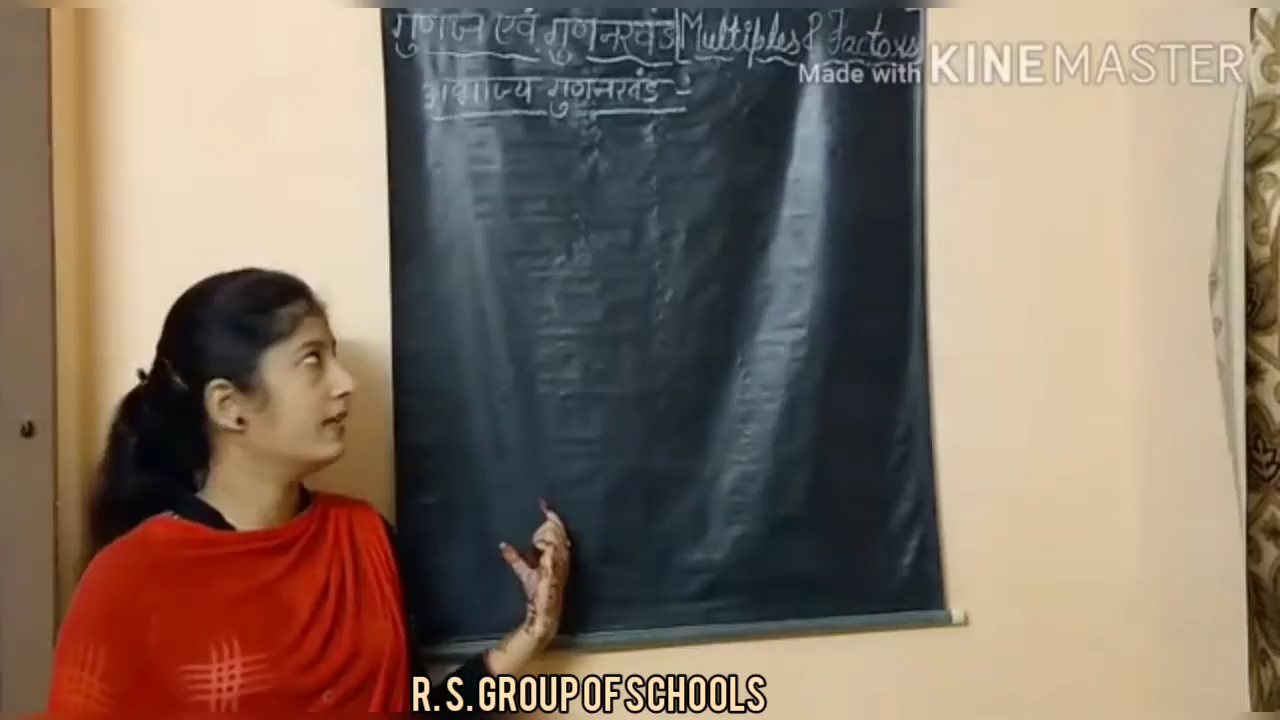 गुणज एवं गुणनखंड [Multiples & Factors]
Made with KINEMASTER
अभाज्य गुणनखंड :-
R. S. GROUP OF SCHOOLS